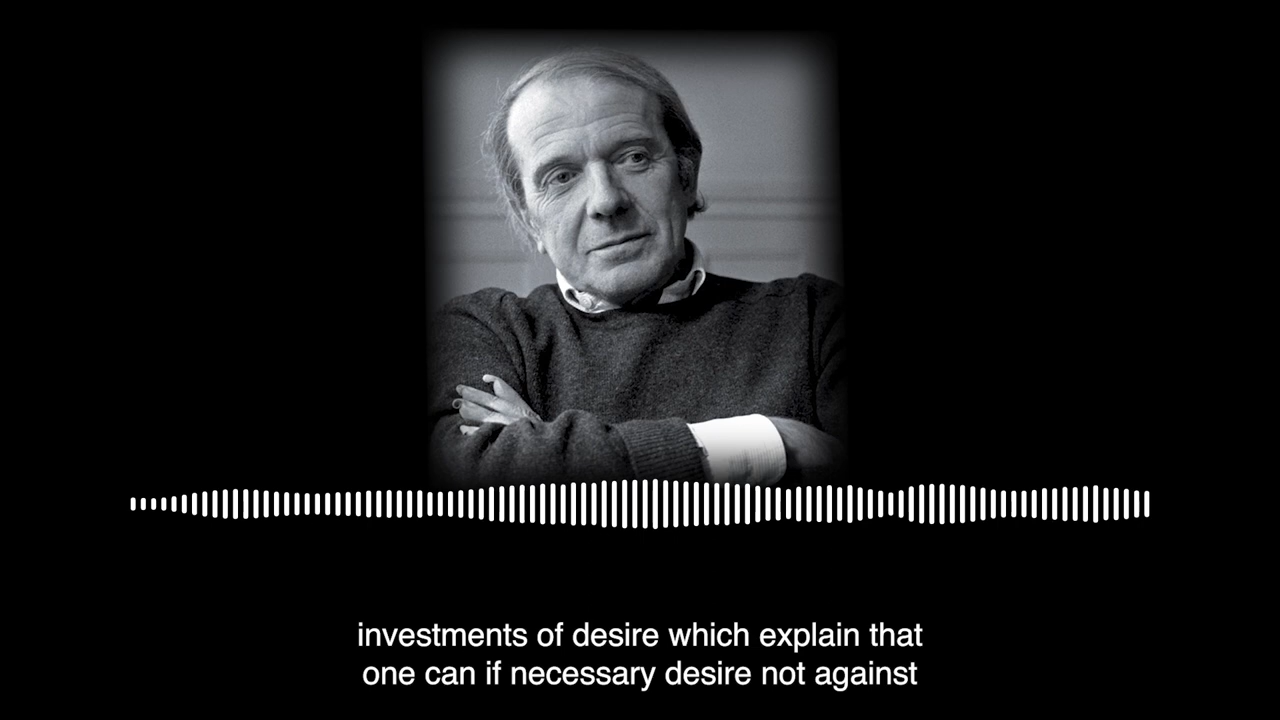 investments of desire which explain that
one can if necessary desire not against